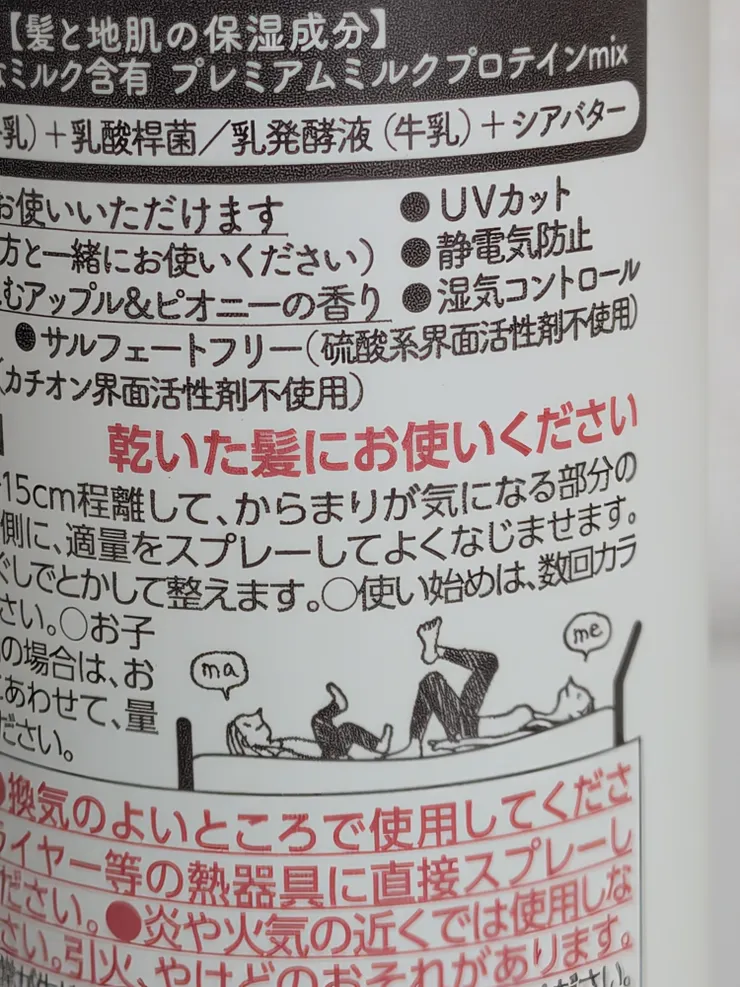 【髪と地肌の保湿成分】
ミルク含有 プレミアムミルクプロテインmix
乳）＋乳酸桿菌／乳発酵液（牛乳）＋シアバター
お使いいただけます
●UVカット
方と一緒にお使いください）
●静電気防止
むアップル&ピオニーの香り
●湿気コントロール
●サルフェートフリー（硫酸系界面活性剤不使用）
（カチオン界面活性剤不使用）
乾いた髪にお使いください
15cm程離して、からまりが気になる部分の
側に、適量をスプレーしてよくなじませます。
ぐしでとかして整えます。○使い始めは、数回カラ
さい。○お子
の場合は、お
にあわせて、量
ださい。
ma
me
●換気のよいところで使用してくださ
ライヤー等の熱器具に直接スプレーし
ださい。●炎や火気の近くでは使用しな
さい。引火、やけどのおそれがあります。